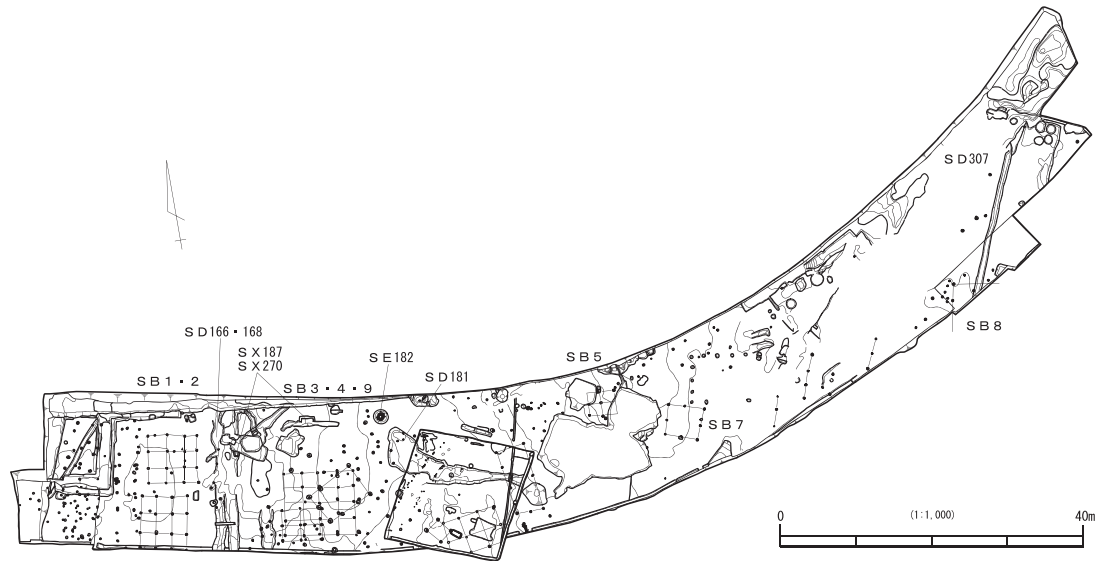 SD307
SD166・168
SX187
SX270
SE182
SD181
SB1・2
SB3・4・9
SB5
SB8
SB7
0
(1:1,000)
40m